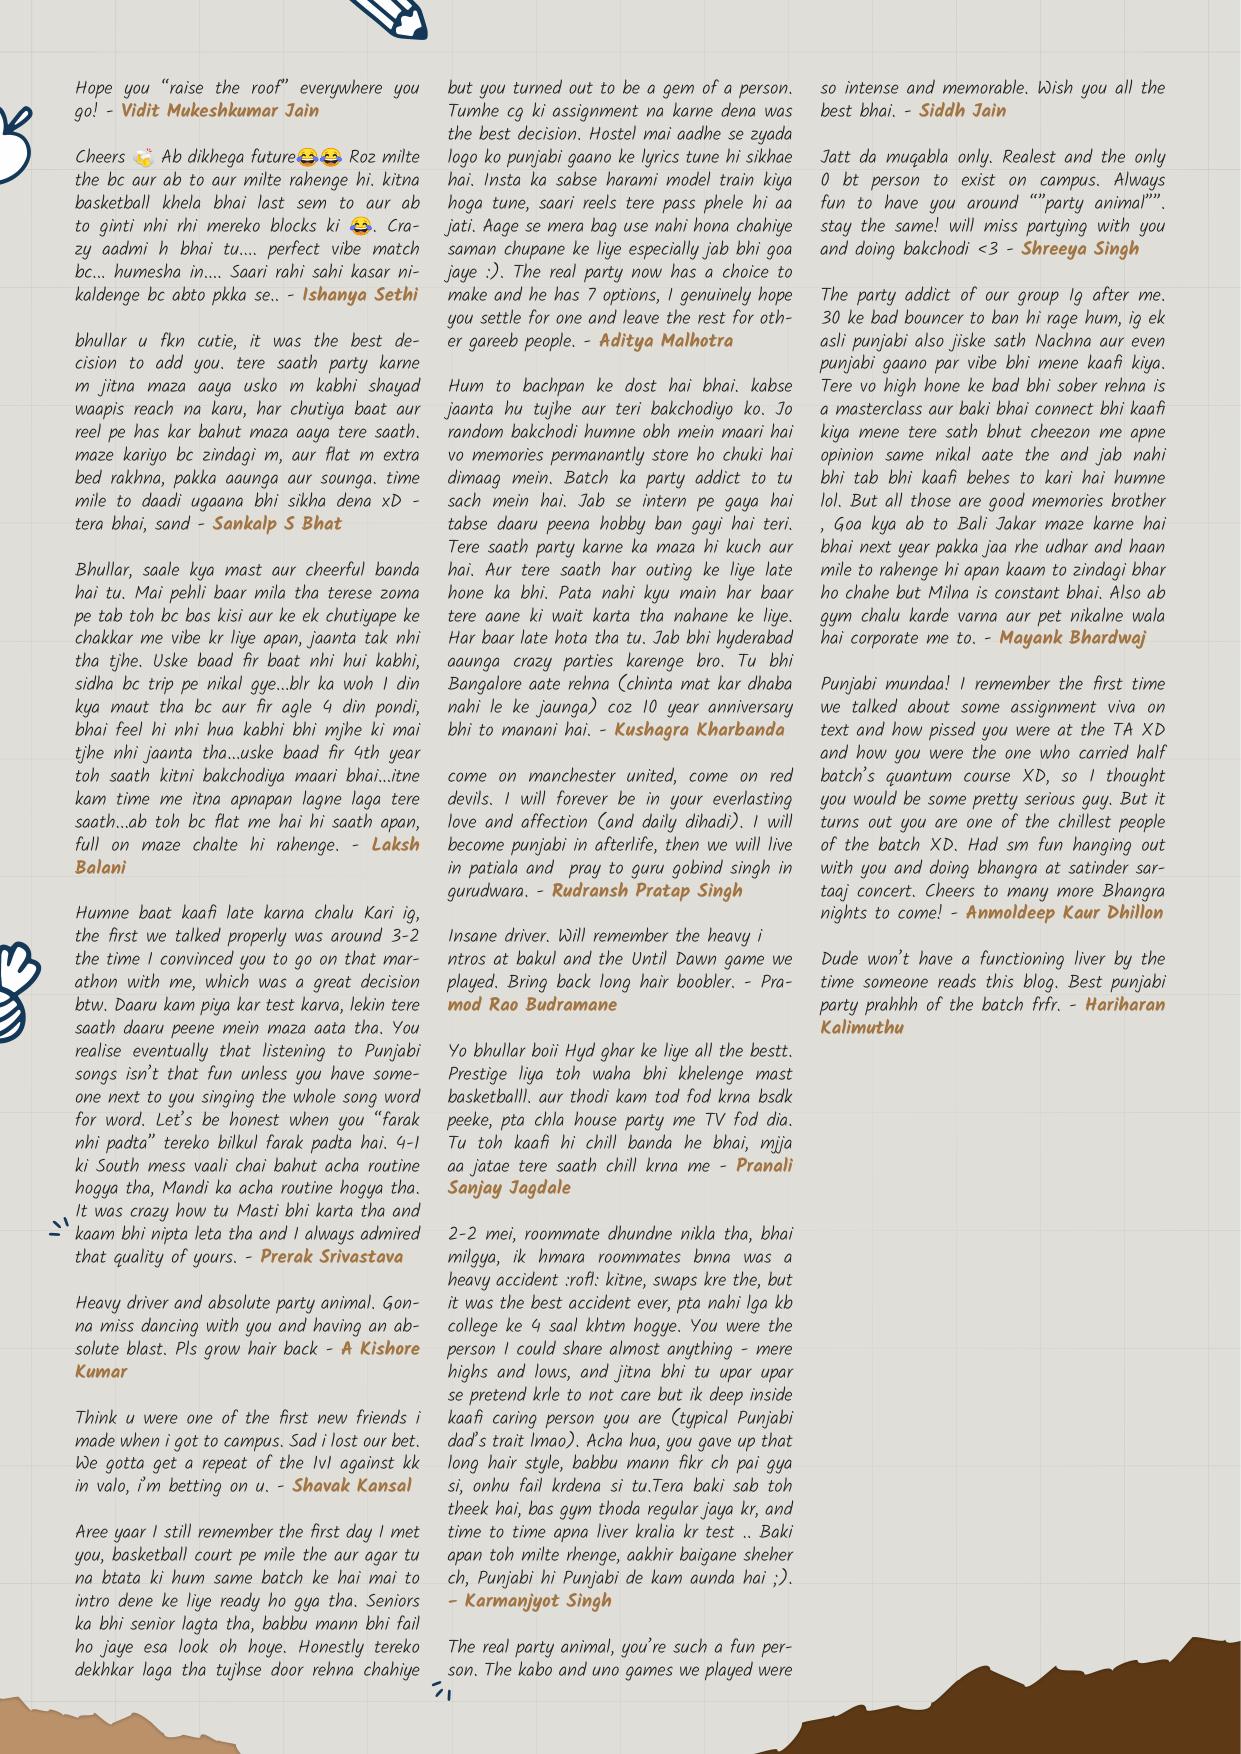 Hope you “raise the roof” everywhere you
go! - Vidit Mukeshkumar Jain
Cheers 🍻 Ab dikhega future😂😂 Roz milte
the bc aur ab to aur milte rahenge hi. kitna
basketball khela bhai last sem to aur ab
to ginti nhi rhi mereko blocks ki 😂. Cra-
zy aadmi h bhai tu.... perfect vibe match
bc... humesha in.... Saari rahi sahi kasar ni-
kaldenge bc abto pkka se.. - Ishanya Sethi
bhullar u fkn cutie, it was the best de-
cision to add you. tere saath party karne
m jitna maza aaya usko m kabhi shayad
waapis reach na karu, har chutiya baat aur
reel pe has kar bahut maza aaya tere saath.
maze kariyo bc zindagi m, aur flat m extra
bed rakhna, pakka aaunga aur sounga. time
mile to daadi ugaana bhi sikha dena xD -
tera bhai, sand - Sankalp S Bhat
Bhullar, saale kya mast aur cheerful banda
hai tu. Mai pehli baar mila tha terese zoma
pe tab toh bc bas kisi aur ke ek chutiyape ke
chakkar me vibe kr liye apan, jaanta tak nhi
tha tjhe. Uske baad fir baat nhi hui kabhi,
sidha bc trip pe nikal gye...blr ka woh 1 din
kya maut tha bc aur fir agle 4 din pondi,
bhai feel hi nhi hua kabhi bhi mjhe ki mai
tjhe nhi jaanta tha...uske baad fir 4th year
toh saath kitni bakchodiya maari bhai...itne
kam time me itna apnapan lagne laga tere
saath...ab toh bc flat me hai hi saath apan,
full on maze chalte hi rahenge. - Laksh
Balani
Humne baat kaafi late karna chalu Kari ig,
the first we talked properly was around 3-2
the time I convinced you to go on that mar-
athon with me, which was a great decision
btw. Daaru kam piya kar test karva, lekin tere
saath daaru peene mein maza aata tha. You
realise eventually that listening to Punjabi
songs isn’t that fun unless you have some-
one next to you singing the whole song word
for word. Let’s be honest when you “farak
nhi padta” tereko bilkul farak padta hai. 4-1
ki South mess vaali chai bahut acha routine
hogya tha, Mandi ka acha routine hogya tha.
It was crazy how tu Masti bhi karta tha and
kaam bhi nipta leta tha and I always admired
that quality of yours. - Prerak Srivastava
Heavy driver and absolute party animal. Gon-
na miss dancing with you and having an ab-
solute blast. Pls grow hair back - A Kishore
Kumar
Think u were one of the first new friends i
made when i got to campus. Sad i lost our bet.
We gotta get a repeat of the 1v1 against kk
in valo, i’m betting on u. - Shavak Kansal
Aree yaar I still remember the first day I met
you, basketball court pe mile the aur agar tu
na btata ki hum same batch ke hai mai to
intro dene ke liye ready ho gya tha. Seniors
ka bhi senior lagta tha, babbu mann bhi fail
ho jaye esa look oh hoye. Honestly tereko
dekhkar laga tha tujhse door rehna chahiye
but you turned out to be a gem of a person.
Tumhe cg ki assignment na karne dena was
the best decision. Hostel mai aadhe se zyada
logo ko punjabi gaano ke lyrics tune hi sikhae
hai. Insta ka sabse harami model train kiya
hoga tune, saari reels tere pass phele hi aa
jati. Aage se mera bag use nahi hona chahiye
saman chupane ke liye especially jab bhi goa
jaye :). The real party now has a choice to
make and he has 7 options, I genuinely hope
you settle for one and leave the rest for oth-
er gareeb people. - Aditya Malhotra
Hum to bachpan ke dost hai bhai. kabse
jaanta hu tujhe aur teri bakchodiyo ko. Jo
random bakchodi humne obh mein maari hai
vo memories permanantly store ho chuki hai
dimaag mein. Batch ka party addict to tu
sach mein hai. Jab se intern pe gaya hai
tabse daaru peena hobby ban gayi hai teri.
Tere saath party karne ka maza hi kuch aur
hai. Aur tere saath har outing ke liye late
hone ka bhi. Pata nahi kyu main har baar
tere aane ki wait karta tha nahane ke liye.
Har baar late hota tha tu. Jab bhi hyderabad
aaunga crazy parties karenge bro. Tu bhi
Bangalore aate rehna (chinta mat kar dhaba
nahi le ke jaunga) coz 10 year anniversary
bhi to manani hai. - Kushagra Kharbanda
come on manchester united, come on red
devils. I will forever be in your everlasting
love and affection (and daily dihadi). I will
become punjabi in afterlife, then we will live
in patiala and  pray to guru gobind singh in
gurudwara. - Rudransh Pratap Singh
Insane driver. Will remember the heavy i
ntros at bakul and the Until Dawn game we
played. Bring back long hair boobler. - Pra-
mod Rao Budramane
Yo bhullar boii Hyd ghar ke liye all the bestt.
Prestige liya toh waha bhi khelenge mast
basketballl. aur thodi kam tod fod krna bsdk
peeke, pta chla house party me TV fod dia.
Tu toh kaafi hi chill banda he bhai, mjja
aa jatae tere saath chill krna me - Pranali
Sanjay Jagdale
2-2 mei, roommate dhundne nikla tha, bhai
milgya, ik hmara roommates bnna was a
heavy accident :rofl: kitne, swaps kre the, but
it was the best accident ever, pta nahi lga kb
college ke 4 saal khtm hogye. You were the
person I could share almost anything - mere
highs and lows, and jitna bhi tu upar upar
se pretend krle to not care but ik deep inside
kaafi caring person you are (typical Punjabi
dad’s trait lmao). Acha hua, you gave up that
long hair style, babbu mann fikr ch pai gya
si, onhu fail krdena si tu.Tera baki sab toh
theek hai, bas gym thoda regular jaya kr, and
time to time apna liver kralia kr test .. Baki
apan toh milte rhenge, aakhir baigane sheher
ch, Punjabi hi Punjabi de kam aunda hai ;).
- Karmanjyot Singh
The real party animal, you’re such a fun per-
son. The kabo and uno games we played were
so intense and memorable. Wish you all the
best bhai. - Siddh Jain
Jatt da muqabla only. Realest and the only
0 bt person to exist on campus. Always
fun to have you around “”party animal””.
stay the same! will miss partying with you
and doing bakchodi <3 - Shreeya Singh
The party addict of our group Ig after me.
30 ke bad bouncer to ban hi rage hum, ig ek
asli punjabi also jiske sath Nachna aur even
punjabi gaano par vibe bhi mene kaafi kiya.
Tere vo high hone ke bad bhi sober rehna is
a masterclass aur baki bhai connect bhi kaafi
kiya mene tere sath bhut cheezon me apne
opinion same nikal aate the and jab nahi
bhi tab bhi kaafi behes to kari hai humne
lol. But all those are good memories brother
, Goa kya ab to Bali Jakar maze karne hai
bhai next year pakka jaa rhe udhar and haan
mile to rahenge hi apan kaam to zindagi bhar
ho chahe but Milna is constant bhai. Also ab
gym chalu karde varna aur pet nikalne wala
hai corporate me to. - Mayank Bhardwaj
Punjabi mundaa! I remember the first time
we talked about some assignment viva on
text and how pissed you were at the TA XD
and how you were the one who carried half
batch’s quantum course XD, so I thought
you would be some pretty serious guy. But it
turns out you are one of the chillest people
of the batch XD. Had sm fun hanging out
with you and doing bhangra at satinder sar-
taaj concert. Cheers to many more Bhangra
nights to come! - Anmoldeep Kaur Dhillon
Dude won’t have a functioning liver by the
time someone reads this blog. Best punjabi
party prahhh of the batch frfr. - Hariharan
Kalimuthu